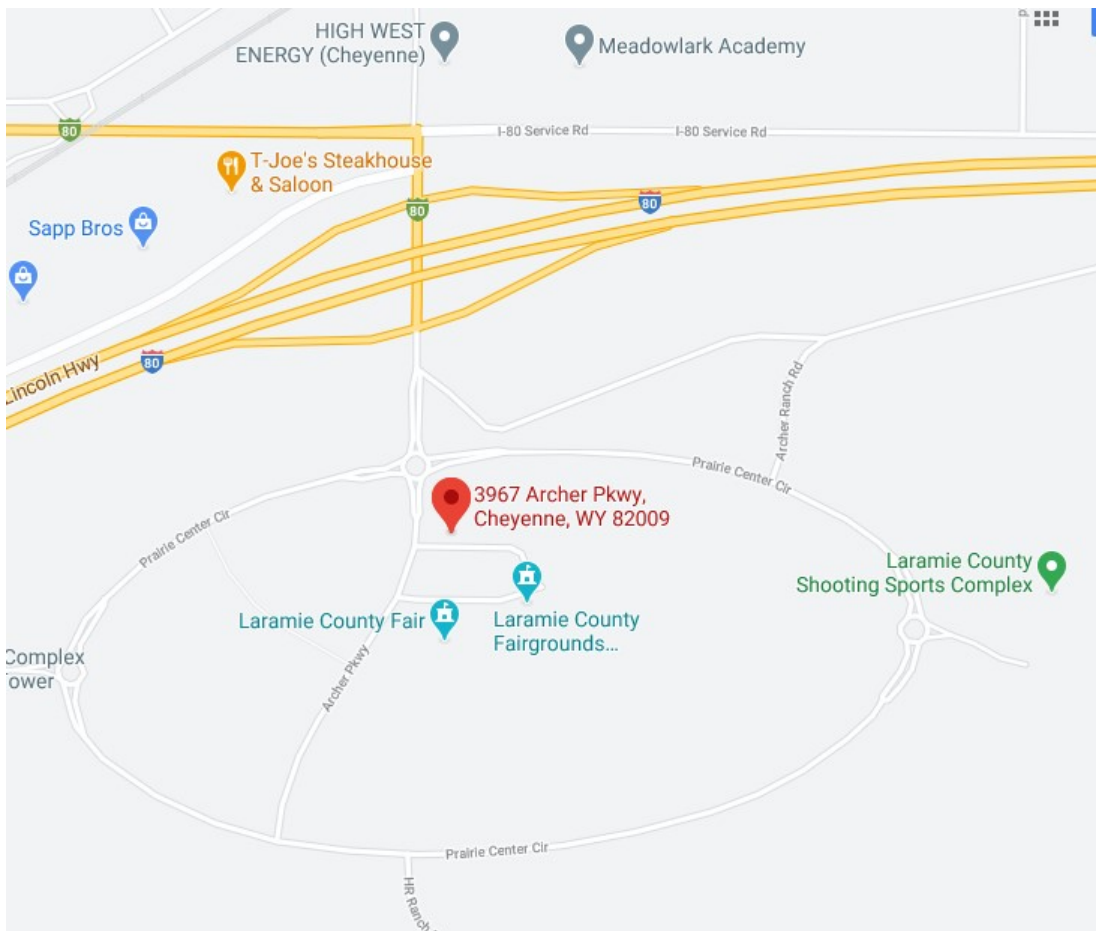 HIGH WEST
ENERGY (Cheyenne)
Meadowlark Academy
80
I-80 Service Rd
I-80 Service Rd
T-Joe's Steakhouse
& Saloon
80
80
Sapp Bros
80
Lincoln Hwy
Archer Ranch Rd
Prairie Center Cir
3967 Archer Pkwy,
Cheyenne, WY 82009
Prairie Center Cir
Laramie County
Shooting Sports Complex
Laramie County Fair
Laramie County
Fairgrounds...
Complex
ower
Archer Pkwy
Prairie Center Cir
HR Ranch